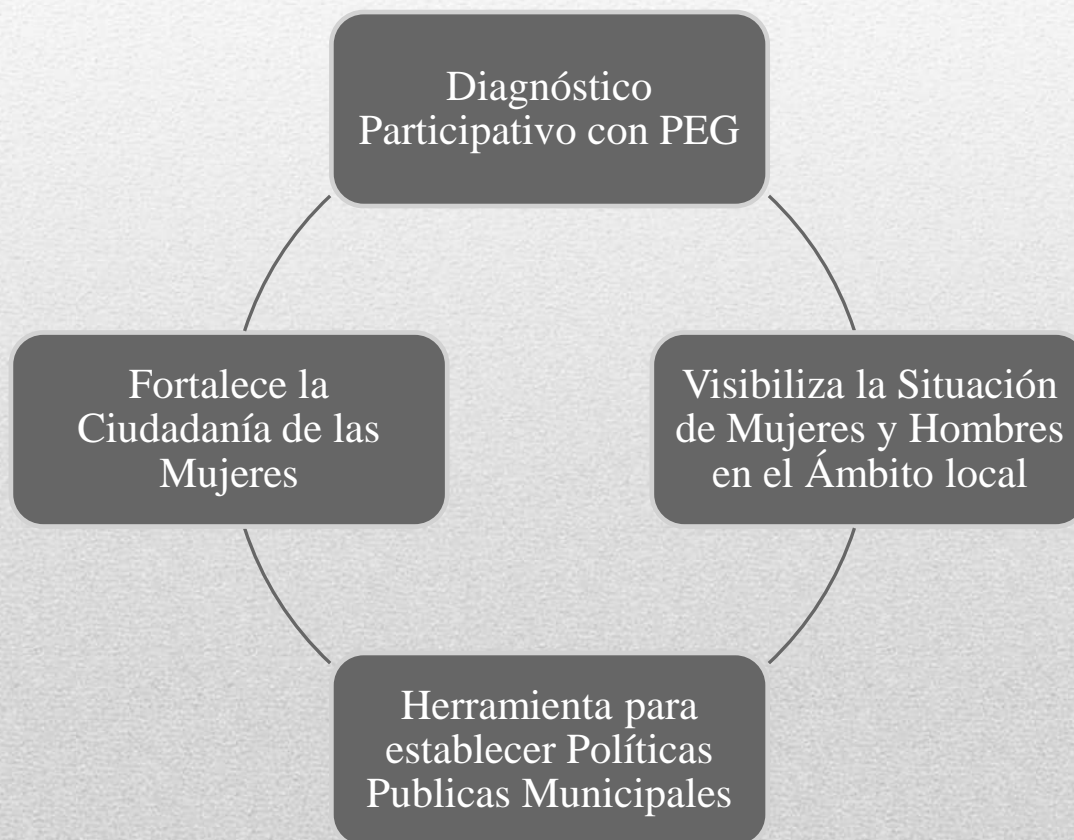 Diagnóstico
Participativo con PEG
Fortalece la
Ciudadanía de las
Mujeres
Visibiliza la Situación
de Mujeres y Hombres
en el Ámbito local
Herramienta para
establecer Políticas
Publicas Municipales